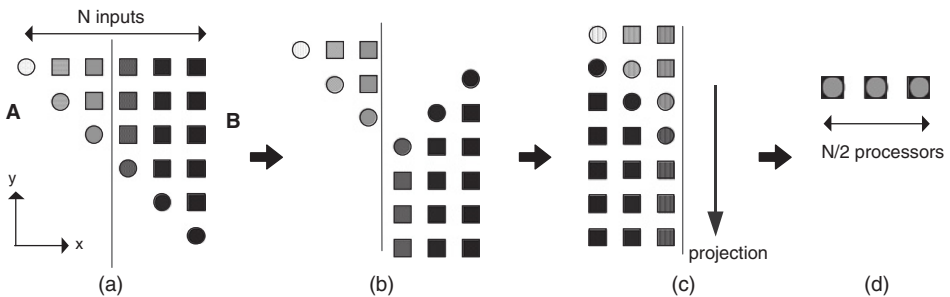 N inputs
A
B
y
x
projection
N/2 processors
(a)
(b)
(c)
(d)